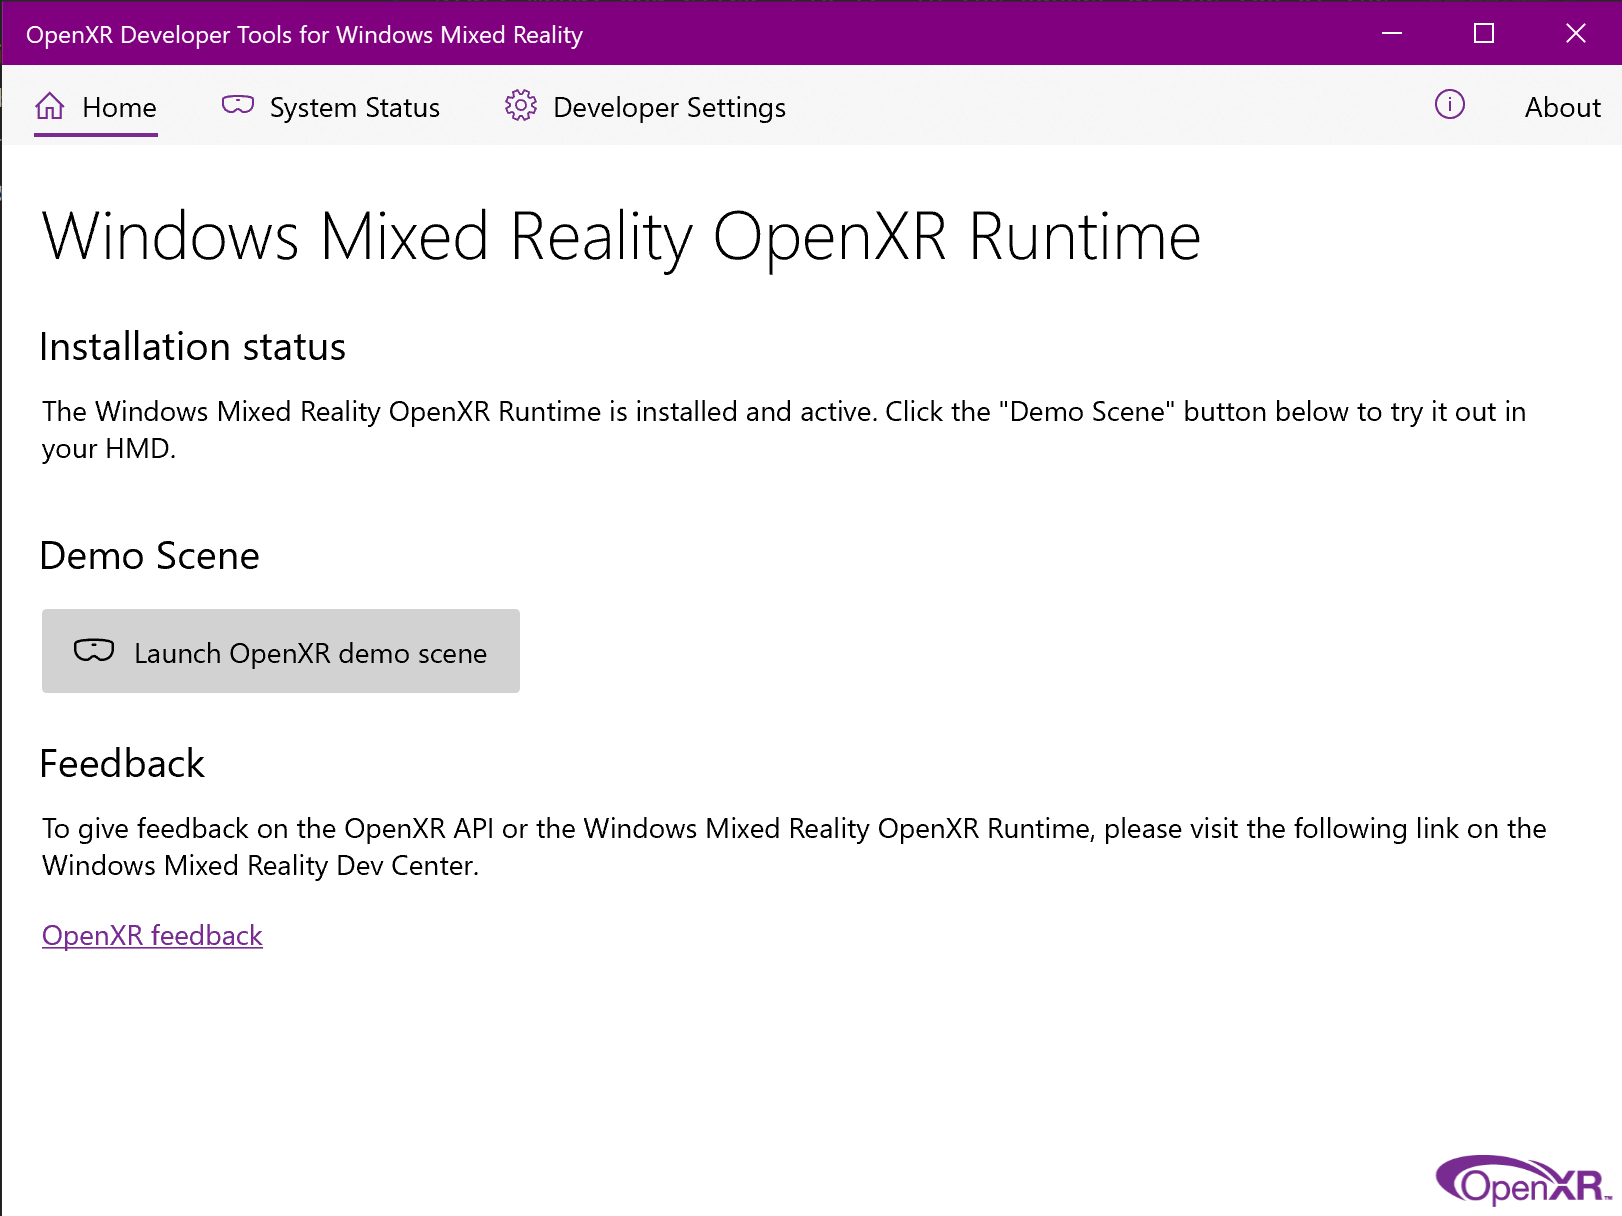 OpenXR Developer Tools for Windows Mixed Reality
Home System Status Developer Settings About
Windows Mixed Reality OpenXR Runtime
Installation status
The Windows Mixed Reality OpenXR Runtime is installed and active. Click the "Demo Scene" button below to try it out in
your HMD.
Demo Scene
Launch OpenXR demo scene
Feedback
To give feedback on the OpenXR API or the Windows Mixed Reality OpenXR Runtime, please visit the following link on the
Windows Mixed Reality Dev Center.
OpenXR feedback
OpenXR™